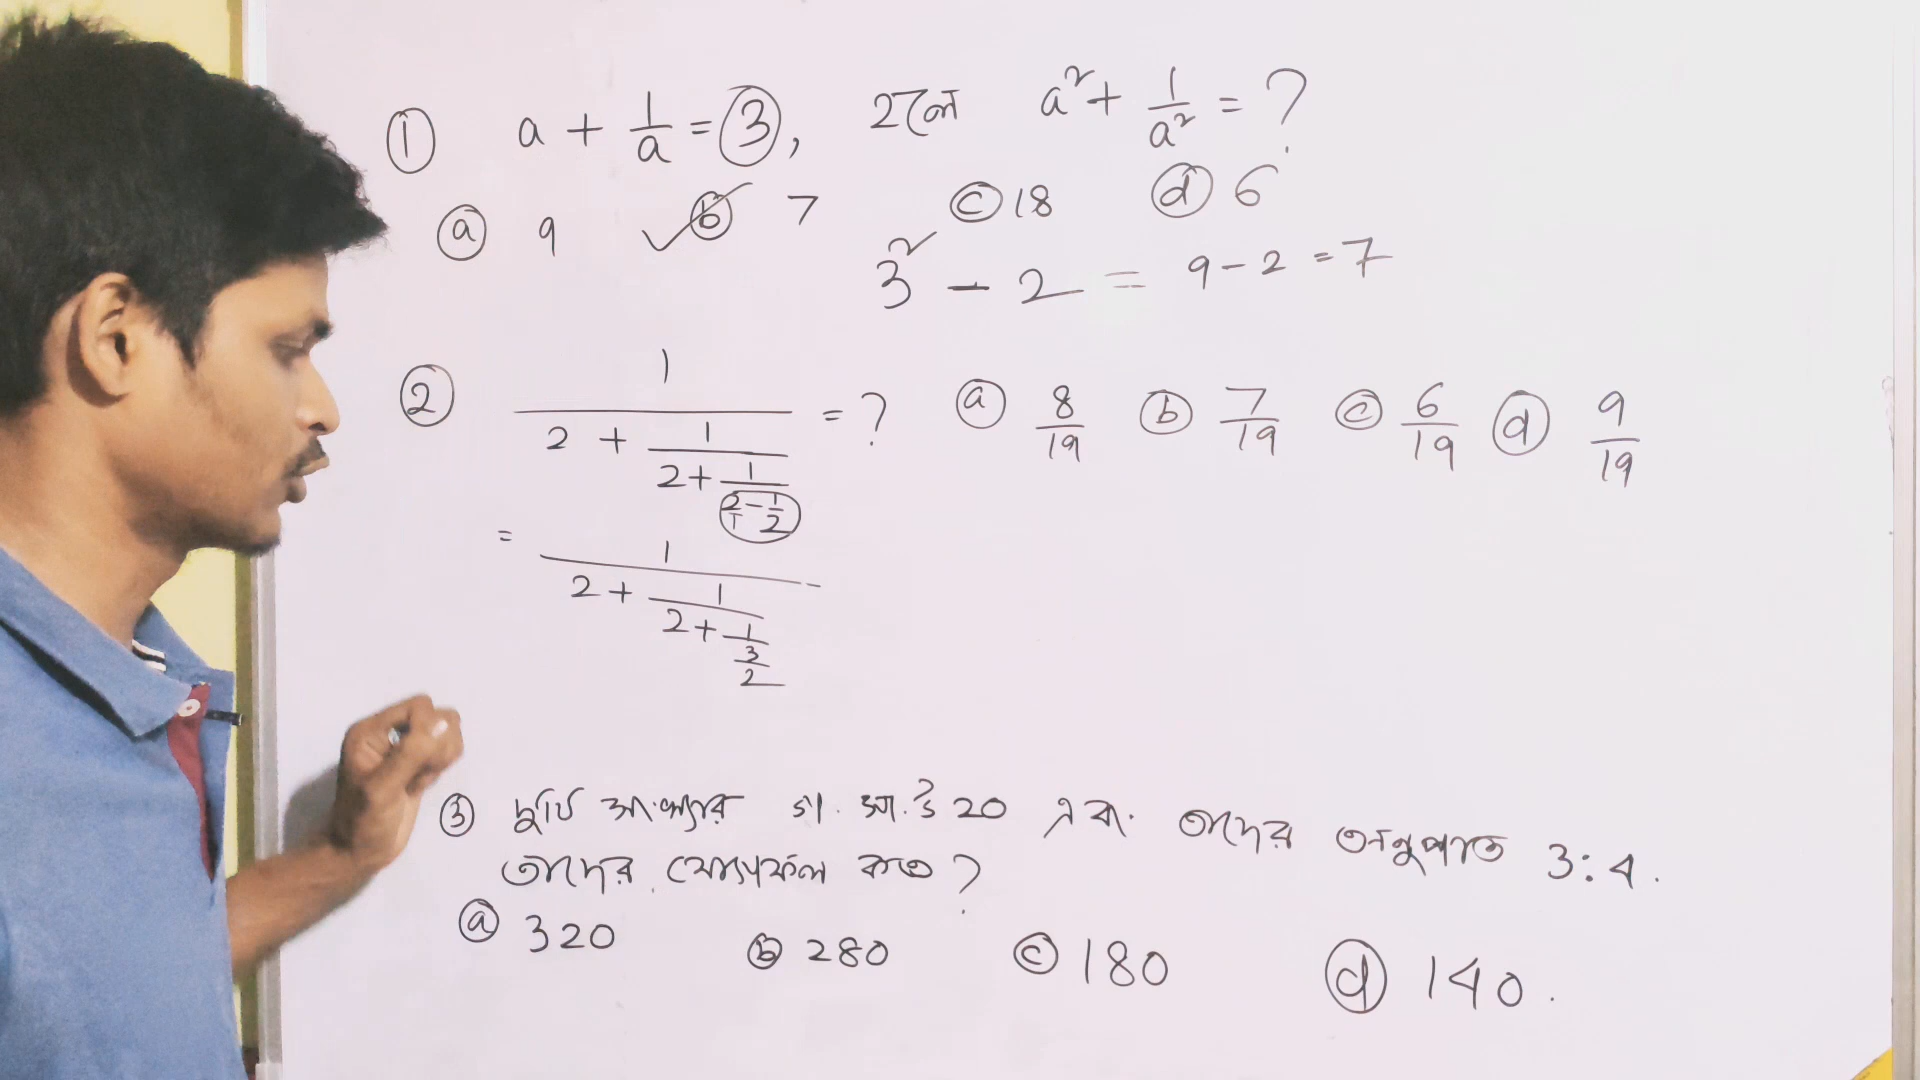 ① a + 1/a = 3, হলে a² + 1/a² = ?
ⓐ 9 ✓ⓑ 7 ⓒ 18 ⓓ 6
3² - 2 = 9 - 2 = 7
② 1/(2 + 1/(2 + 1/(2/1 - 1/2))) = ? ⓐ 8/19 ⓑ 7/19 ⓒ 6/19 ⓓ 9/19
= 1/(2 + 1/(2 + 1/(3/2)))
③ দুটি সংখ্যার গ. সা. উ 20 এবং তাদের অনুপাত 3:4.
তাদের যোগফল কত?
ⓐ 320 ⓑ 280 ⓒ 180 ⓓ 140.